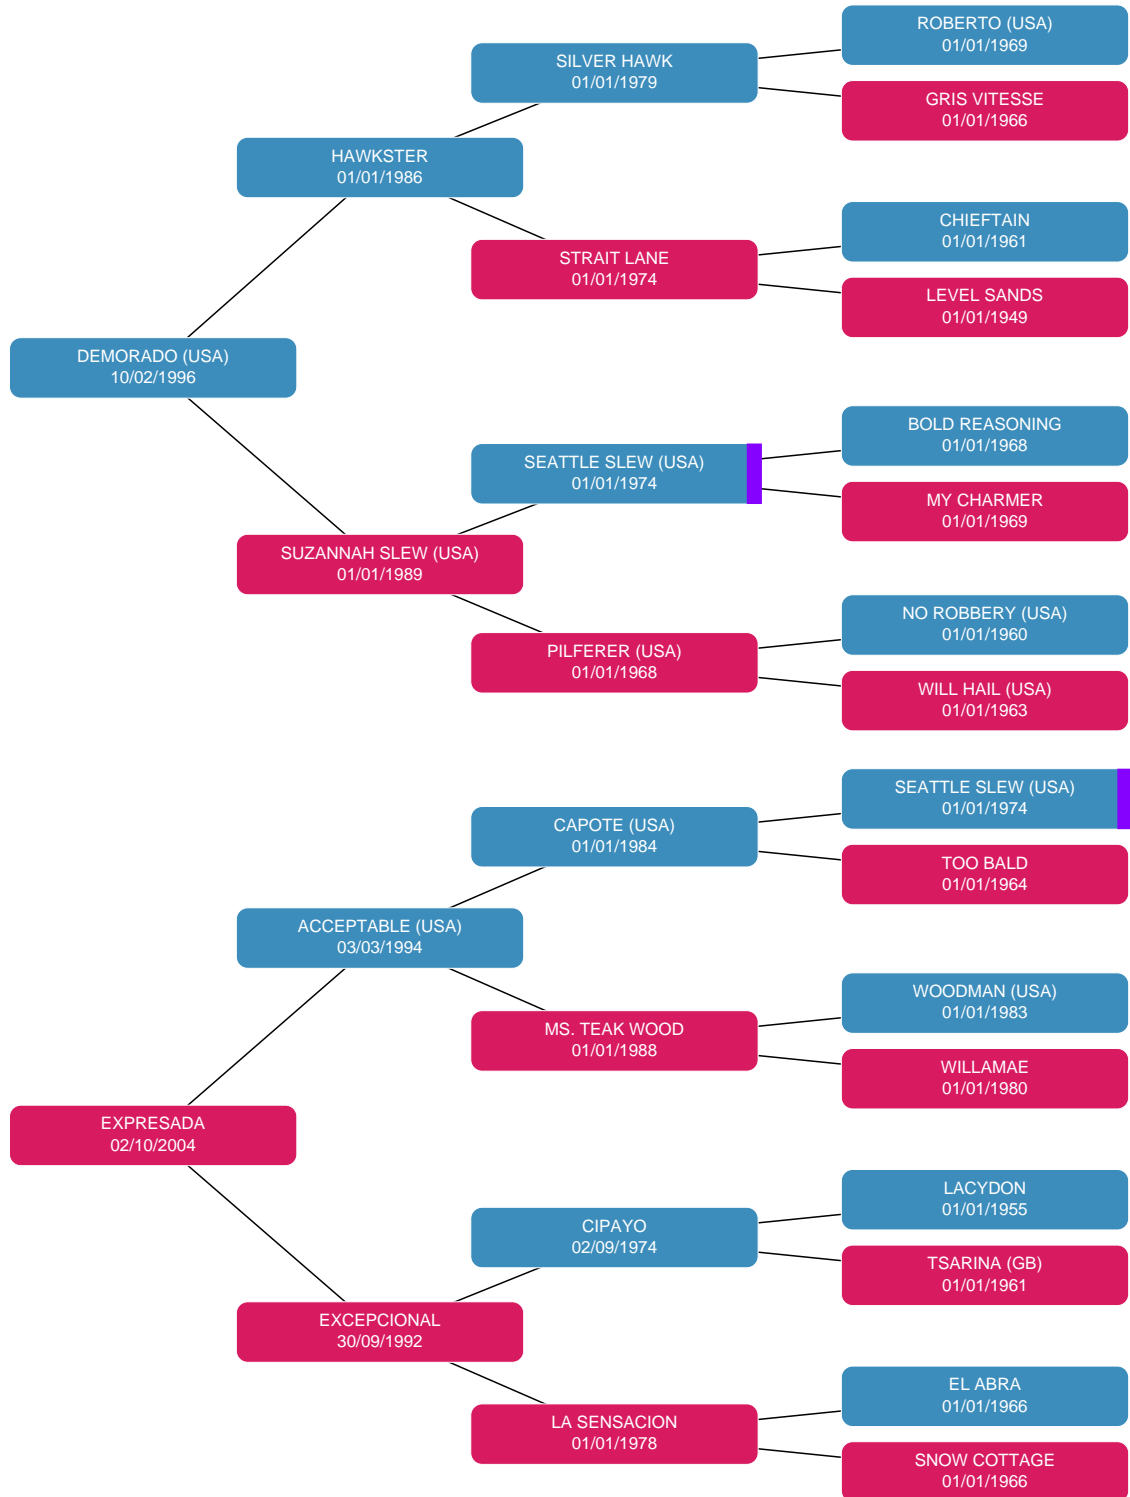 ROBERTO (USA)
01/01/1969
SILVER HAWK
01/01/1979
GRIS VITESSE
01/01/1966
HAWKSTER
01/01/1986
CHIEFTAIN
01/01/1961
STRAIT LANE
01/01/1974
LEVEL SANDS
01/01/1949
DEMORADO (USA)
10/02/1996
BOLD REASONING
01/01/1968
SEATTLE SLEW (USA)
01/01/1974
MY CHARMER
01/01/1969
SUZANNAH SLEW (USA)
01/01/1989
NO ROBBERY (USA)
01/01/1960
PILFERER (USA)
01/01/1968
WILL HAIL (USA)
01/01/1963
SEATTLE SLEW (USA)
01/01/1974
CAPOTE (USA)
01/01/1984
TOO BALD
01/01/1964
ACCEPTABLE (USA)
03/03/1994
WOODMAN (USA)
01/01/1983
MS. TEAK WOOD
01/01/1988
WILLAMAE
01/01/1980
EXPRESADA
02/10/2004
LACYDON
01/01/1955
CIPAYO
02/09/1974
TSARINA (GB)
01/01/1961
EXCEPCIONAL
30/09/1992
EL ABRA
01/01/1966
LA SENSACION
01/01/1978
SNOW COTTAGE
01/01/1966